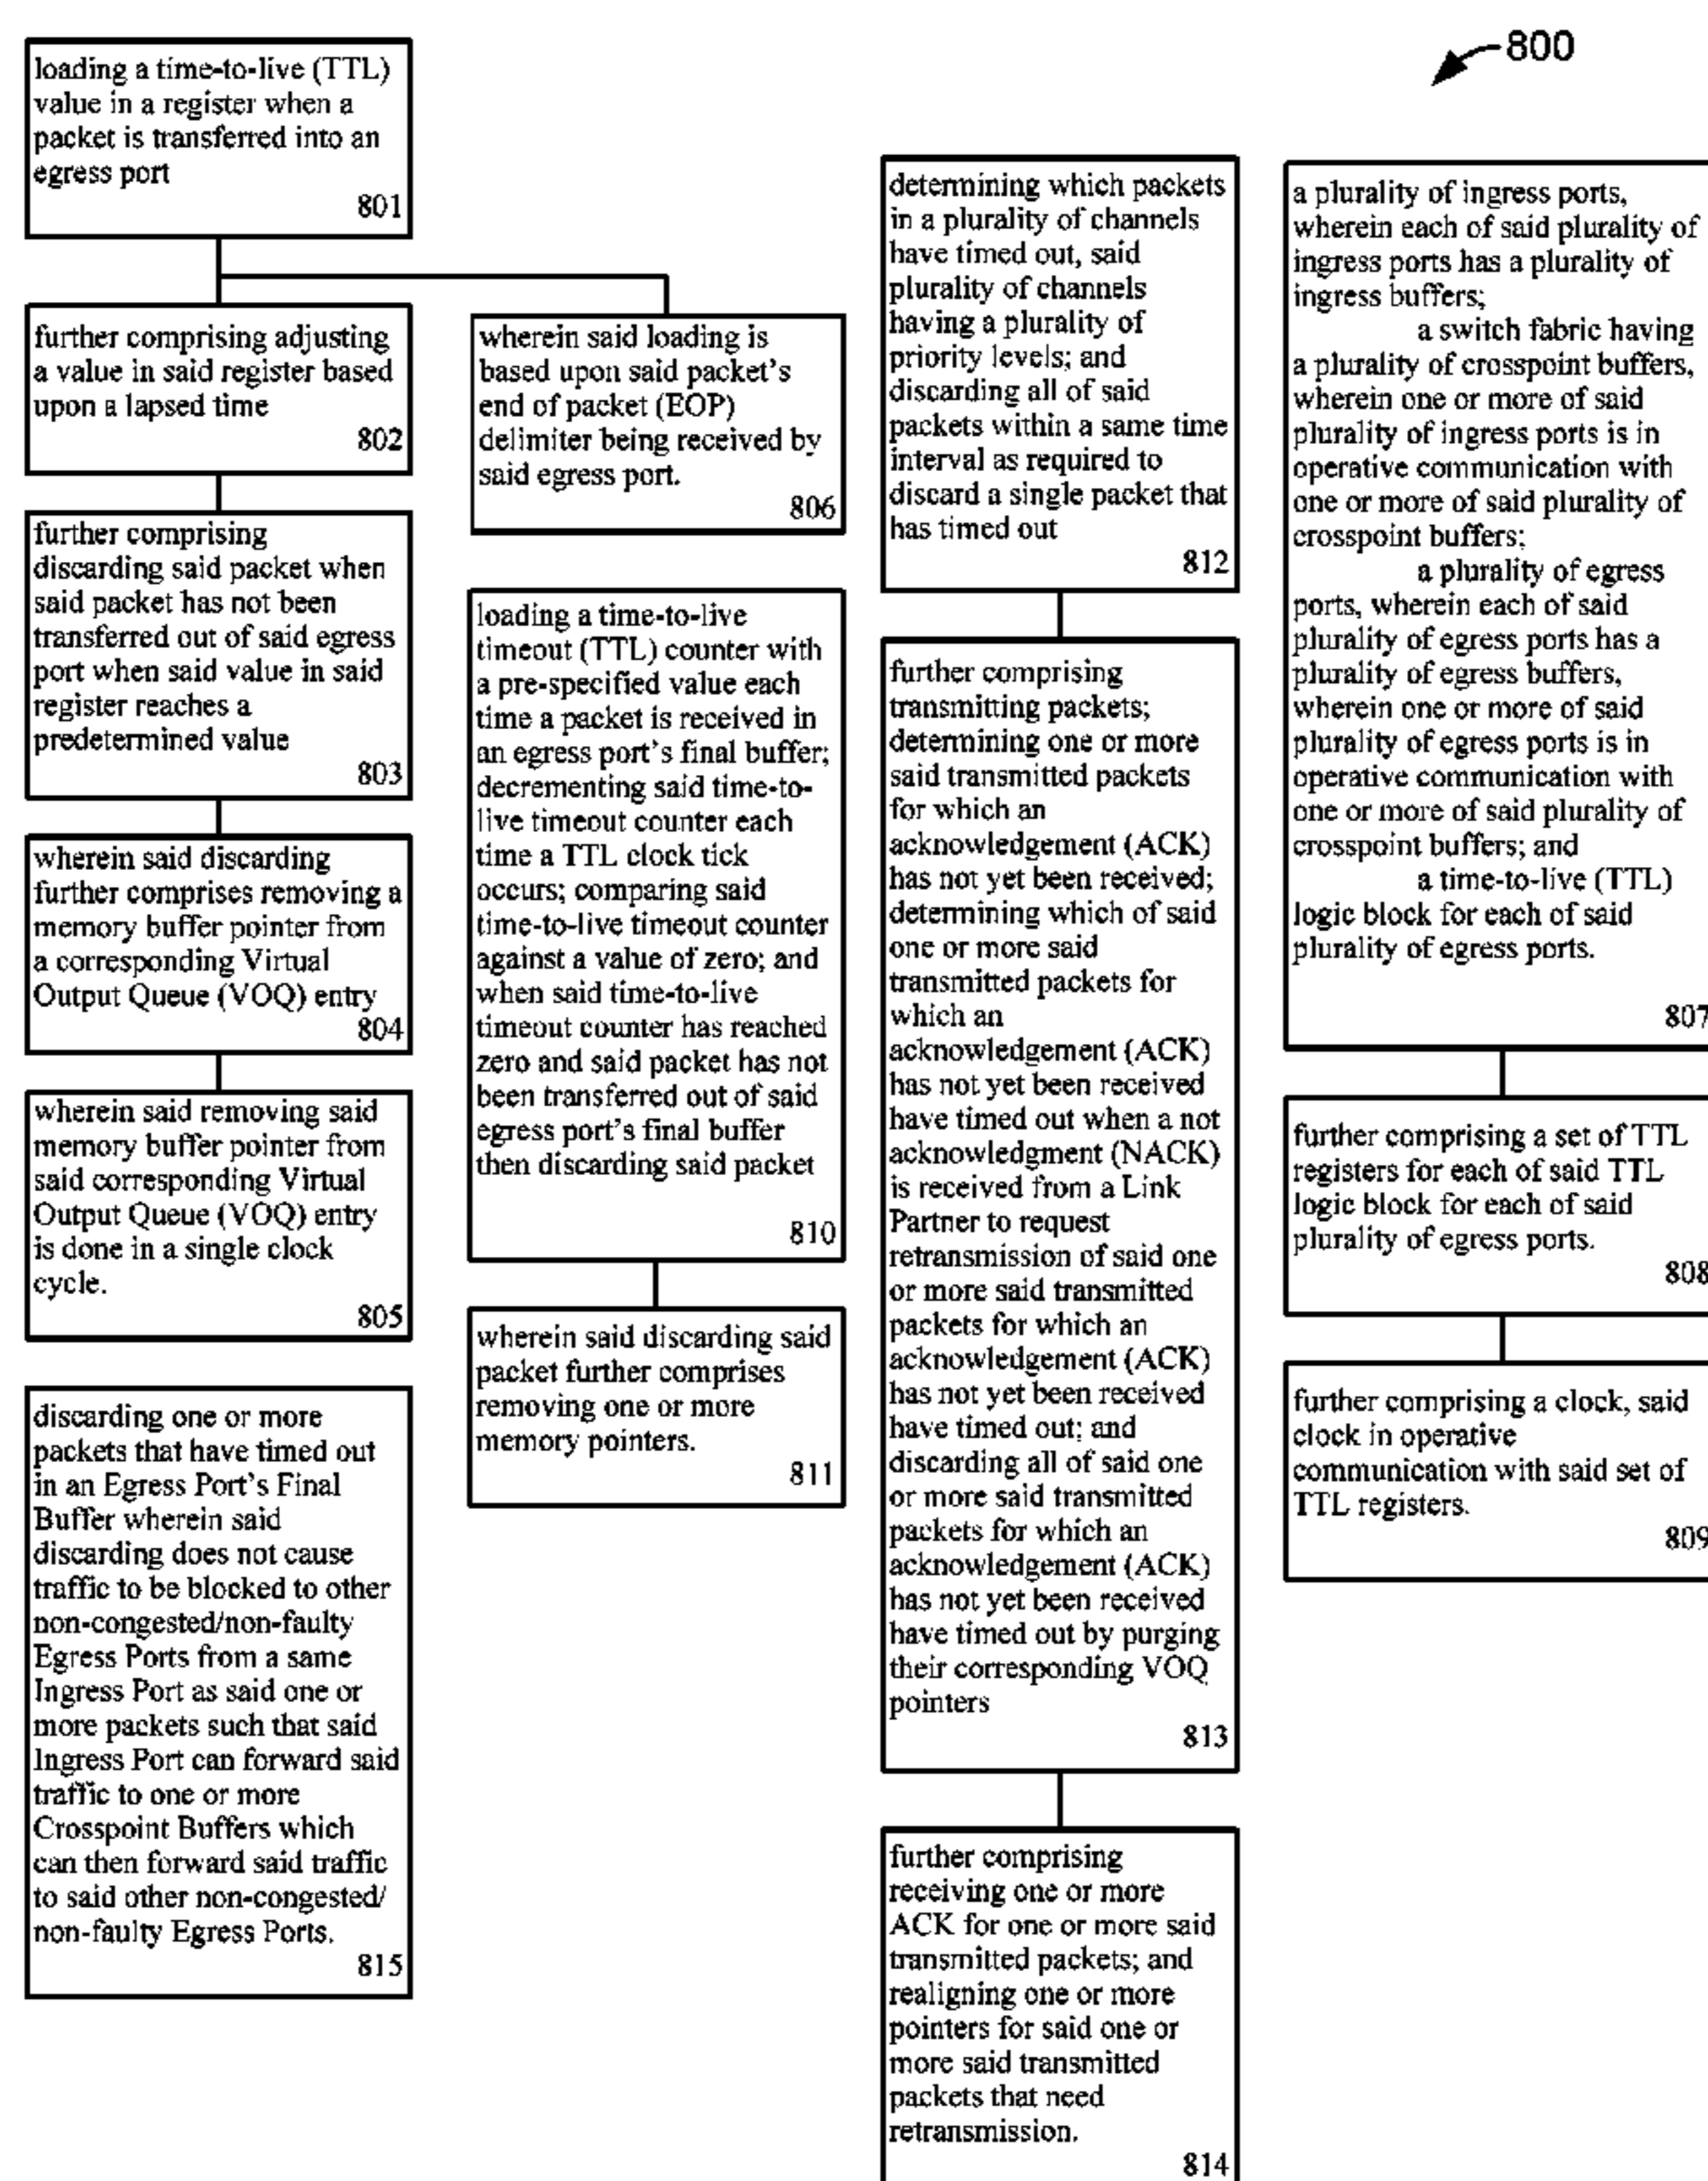 800
loading a time-to-live (TTL)
value in a register when a
packet is transferred into an
egress port
801
further comprising adjusting
a value in said register based
upon a lapsed time
802
further comprising
discarding said packet when
said packet has not been
transferred out of said egress
port when said value in said
register reaches a
predetermined value
803
wherein said discarding
further comprises removing a
memory buffer pointer from
a corresponding Virtual
Output Queue (VOQ) entry
804
wherein said removing said
memory buffer pointer from
said corresponding Virtual
Output Queue (VOQ) entry
is done in a single clock
cycle.
805
discarding one or more
packets that have timed out
in an Egress Port's Final
Buffer wherein said
discarding does not cause
traffic to be blocked to other
non-congested/non-faulty
Egress Ports from a same
Ingress Port as said one or
more packets such that said
Ingress Port can forward said
traffic to one or more
Crosspoint Buffers which
can then forward said traffic
to said other non-congested/
non-faulty Egress Ports.
815
wherein said loading is
based upon said packet's
end of packet (EOP)
delimiter being received by
said egress port.
806
loading a time-to-live
timeout (TTL) counter with
a pre-specified value each
time a packet is received in
an egress port's final buffer;
decrementing said time-to-
live timeout counter each
time a TTL clock tick
occurs; comparing said
time-to-live timeout counter
against a value of zero; and
when said time-to-live
timeout counter has reached
zero and said packet has not
been transferred out of said
egress port's final buffer
then discarding said packet
810
wherein said discarding said
packet further comprises
removing one or more
memory pointers.
811
determining which packets
in a plurality of channels
have timed out, said
plurality of channels
having a plurality of
priority levels; and
discarding all of said
packets within a same time
interval as required to
discard a single packet that
has timed out
812
further comprising
transmitting packets;
determining one or more
said transmitted packets
for which an
acknowledgement (ACK)
has not yet been received;
determining which of said
one or more said
transmitted packets for
which an
acknowledgement (ACK)
has not yet been received
have timed out when a not
acknowledgment (NACK)
is received from a Link
Partner to request
retransmission of said one
or more said transmitted
packets for which an
acknowledgement (ACK)
has not yet been received
have timed out; and
discarding all of said one
or more said transmitted
packets for which an
acknowledgement (ACK)
has not yet been received
have timed out by purging
their corresponding VOQ
pointers
813
further comprising
receiving one or more
ACK for one or more said
transmitted packets; and
realigning one or more
pointers for said one or
more said transmitted
packets that need
retransmission.
814
a plurality of ingress ports,
wherein each of said plurality of
ingress ports has a plurality of
ingress buffers;
a switch fabric having
a plurality of crosspoint buffers,
wherein one or more of said
plurality of ingress ports is in
operative communication with
one or more of said plurality of
crosspoint buffers;
a plurality of egress
ports, wherein each of said
plurality of egress ports has a
plurality of egress buffers,
wherein one or more of said
plurality of egress ports is in
operative communication with
one or more of said plurality of
crosspoint buffers; and
a time-to-live (TTL)
logic block for each of said
plurality of egress ports.
807
further comprising a set of TTL
registers for each of said TTL
logic block for each of said
plurality of egress ports.
808
further comprising a clock, said
clock in operative
communication with said set of
TTL registers.
809